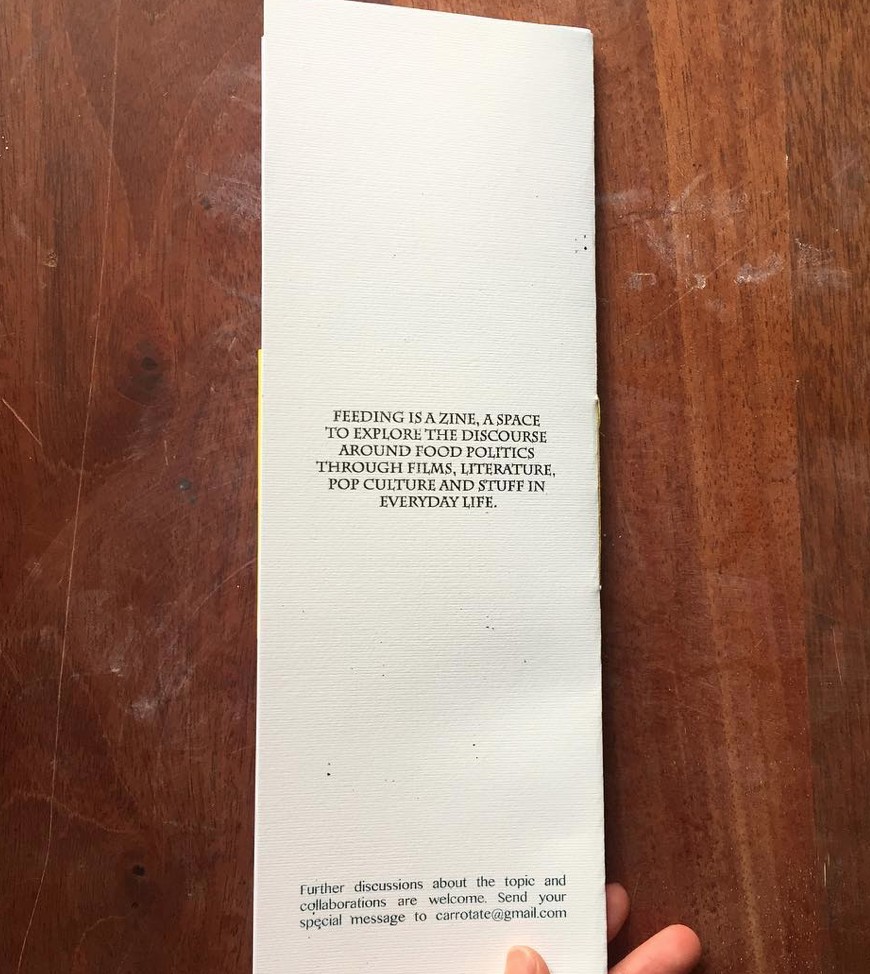 FEEDING IS A ZINE, A SPACE
TO EXPLORE THE DISCOURSE
AROUND FOOD POLITICS
THROUGH FILMS, LITERATURE,
POP CULTURE AND STUFF IN
EVERYDAY LIFE.
Further discussions about the topic and
collaborations are welcome. Send your
special message to carrotate@gmail.com